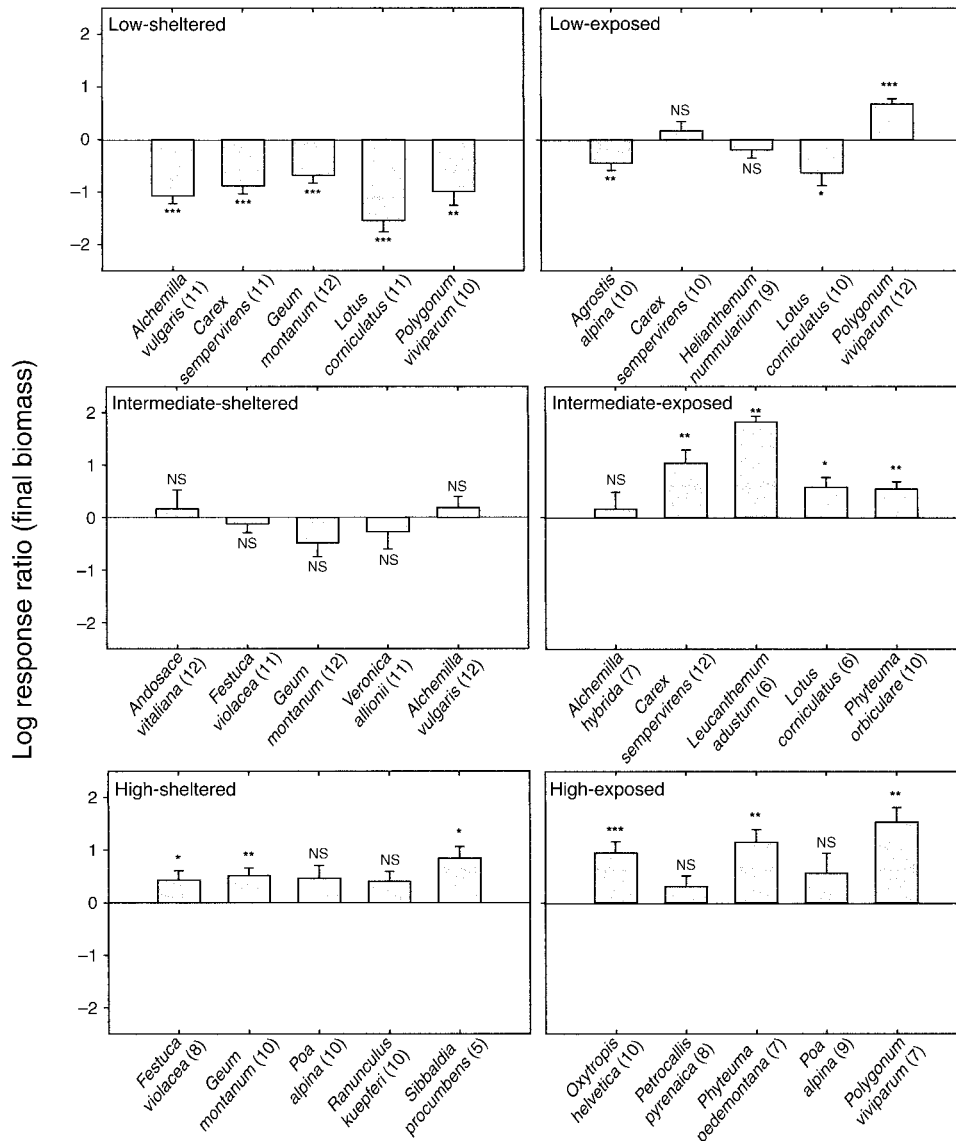 Log response ratio (final biomass)
Low-sheltered
2
1
0
−1
−2
***
***
***
***
**
Alchemilla
vulgaris (11)
Carex
sempervirens (11)
Geum
montanum (12)
Lotus
corniculatus (11)
Polygonum
viviparum (10)
Low-exposed
**
NS
NS
*
***
Agrostis
alpina (10)
Carex
sempervirens (10)
Helianthemum
nummularium (9)
Lotus
corniculatus (10)
Polygonum
viviparum (12)
Intermediate-sheltered
2
1
0
−1
−2
NS
NS
NS
NS
NS
Andosace
vitaliana (12)
Festuca
violacea (11)
Geum
montanum (12)
Veronica
allionii (11)
Alchemilla
vulgaris (12)
Intermediate-exposed
NS
**
**
*
**
Alchemilla
hybrida (7)
Carex
sempervirens (12)
Leucanthemum
adustum (6)
Lotus
corniculatus (6)
Phyteuma
orbiculare (10)
High-sheltered
2
1
0
−1
−2
*
**
NS
NS
*
Festuca
violacea (8)
Geum
montanum (10)
Poa
alpina (10)
Ranunculus
kuepferi (10)
Sibbaldia
procumbens (5)
High-exposed
***
NS
**
NS
**
Oxytropis
helvetica (10)
Petrocallis
pyrenaica (8)
Phyteuma
pedemontana (7)
Poa
alpina (9)
Polygonum
viviparum (7)